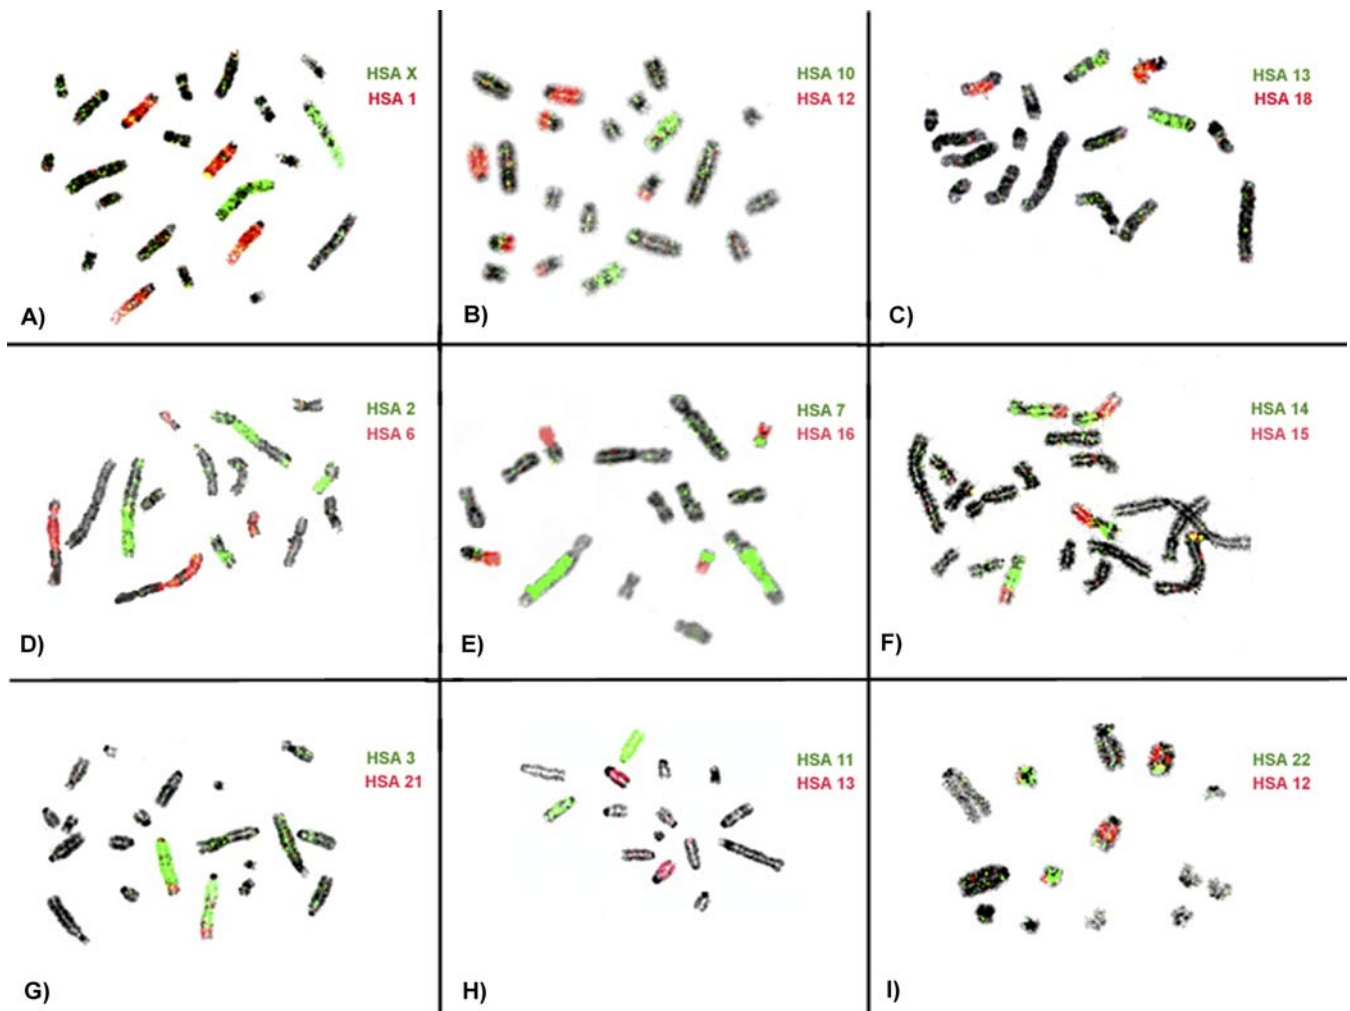 HSA X
HSA 1
A)
HSA 10
HSA 12
B)
HSA 13
HSA 18
C)
HSA 2
HSA 6
D)
HSA 7
HSA 16
E)
HSA 14
HSA 15
F)
HSA 3
HSA 21
G)
HSA 11
HSA 13
H)
HSA 22
HSA 12
I)